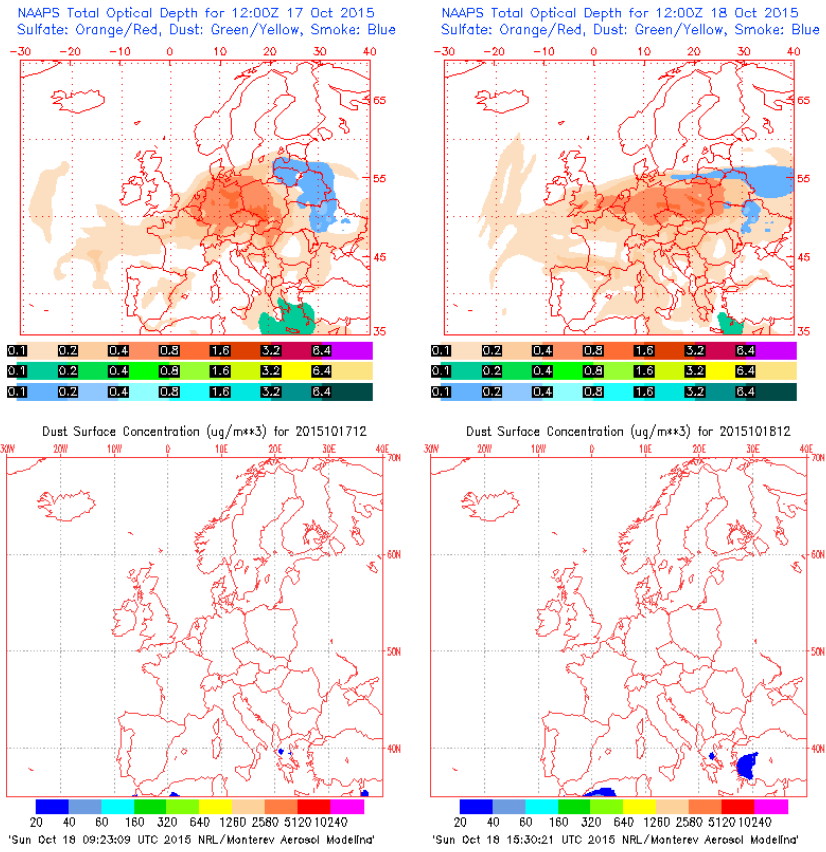 NAAPS Total Optical Depth for 12:00Z 17 Oct 2015
Sulfate: Orange/Red, Dust: Green/Yellow, Smoke: Blue
-30 -20 -10 0 10 20 30 40
65
55
45
35
0.1 0.2 0.4 0.8 1.6 3.2 6.4
0.1 0.2 0.4 0.8 1.6 3.2 6.4
0.1 0.2 0.4 0.8 1.6 3.2 6.4
NAAPS Total Optical Depth for 12:00Z 18 Oct 2015
Sulfate: Orange/Red, Dust: Green/Yellow, Smoke: Blue
-30 -20 -10 0 10 20 30 40
65
55
45
35
0.1 0.2 0.4 0.8 1.6 3.2 6.4
0.1 0.2 0.4 0.8 1.6 3.2 6.4
0.1 0.2 0.4 0.8 1.6 3.2 6.4
Dust Surface Concentration (ug/m**3) for 2015101712
30W 20W 10W 0 10E 20E 30E 40E
70N
60N
50N
40N
20 40 60 160 320 640 1260 2580 5120 10240
'Sun Oct 18 09:23:09 UTC 2015 NRL/Monterey Aerosol Modeling'
Dust Surface Concentration (ug/m**3) for 2015101812
30W 20W 10W 0 10E 20E 30E 40E
70N
60N
50N
40N
20 40 60 160 320 640 1260 2580 5120 10240
'Sun Oct 18 15:30:21 UTC 2015 NRL/Monterey Aerosol Modeling'